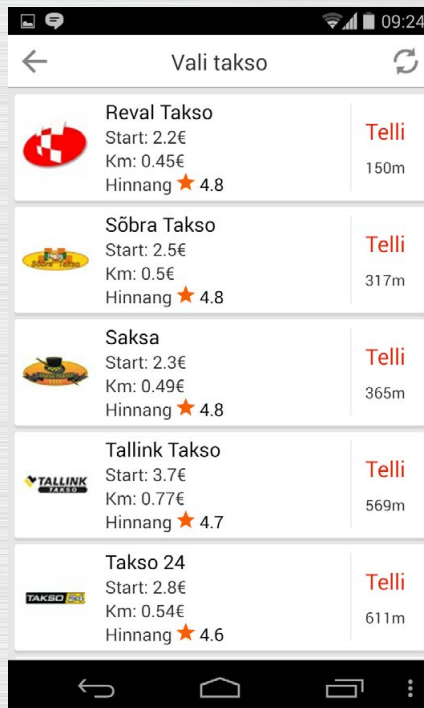 09:24
Vali takso
Reval Takso
Start: 2.2€
Km: 0.45€
Hinnang 4.8
Telli
150m
Sõbra Takso
Sõbra Takso
Start: 2.5€
Km: 0.5€
Hinnang 4.8
Telli
317m
Saksa
Start: 2.3€
Km: 0.49€
Hinnang 4.8
Telli
365m
TALLINK
TAKSO
Tallink Takso
Start: 3.7€
Km: 0.77€
Hinnang 4.7
Telli
569m
TAKSO 24
Takso 24
Start: 2.8€
Km: 0.54€
Hinnang 4.6
Telli
611m